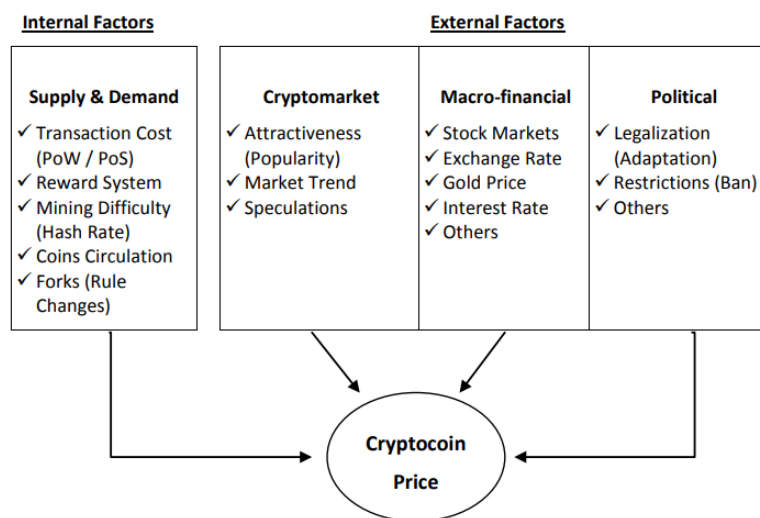 Internal Factors
External Factors
Supply & Demand
✓ Transaction Cost
(PoW / PoS)
✓ Reward System
✓ Mining Difficulty
(Hash Rate)
✓ Coins Circulation
✓ Forks (Rule
Changes)
Cryptomarket
✓ Attractiveness
(Popularity)
✓ Market Trend
✓ Speculations
Macro-financial
✓ Stock Markets
✓ Exchange Rate
✓ Gold Price
✓ Interest Rate
✓ Others
Political
✓ Legalization
(Adaptation)
✓ Restrictions (Ban)
✓ Others
Cryptocoin
Price